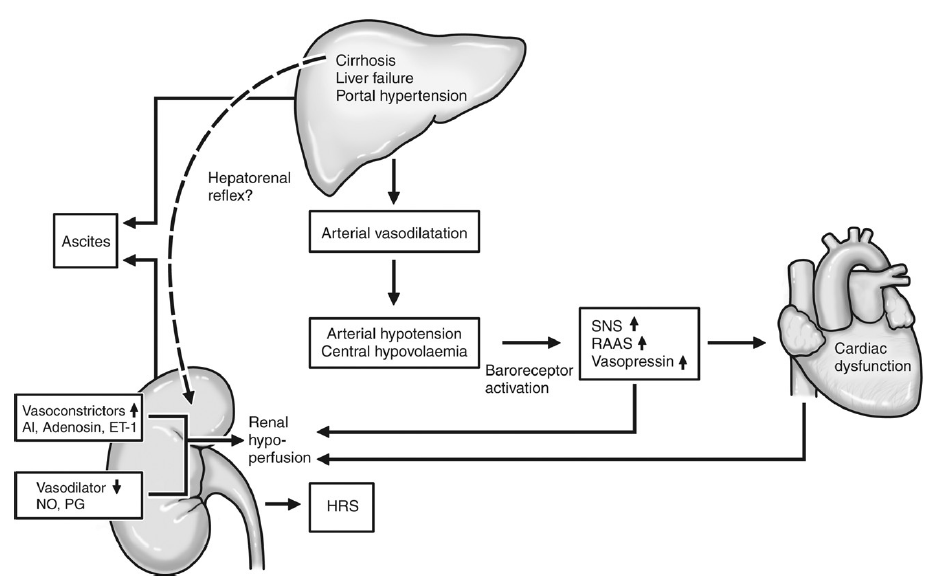 Cirrhosis
Liver failure
Portal hypertension
Hepatorenal
reflex?
Ascites
Arterial vasodilatation
Arterial hypotension
Central hypovolaemia
Baroreceptor
activation
SNS
RAAS
Vasopressin
Cardiac
dysfunction
Vasoconstrictors
AI, Adenosin, ET-1
Renal
hypo-
perfusion
Vasodilator
NO, PG
HRS